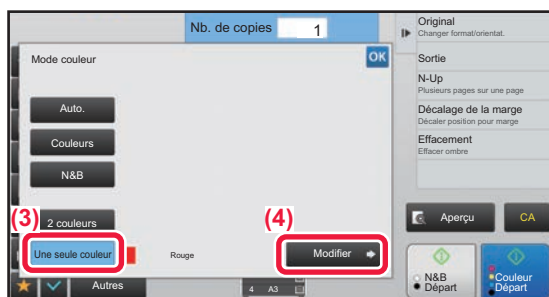 Nb. de copies 1
Original
Changer format/orientat.
Mode couleur
OK
Sortie
N-Up
Plusieurs pages sur une page
Auto.
Décalage de la marge
Décaler position pour marge
Couleurs
Effacement
Effacer ombre
N&B
(3)
(4)
2 couleurs
Aperçu
CA
Une seule couleur
Rouge
Modifier
Autres
4 A3
N&B
Départ
Couleur
Départ